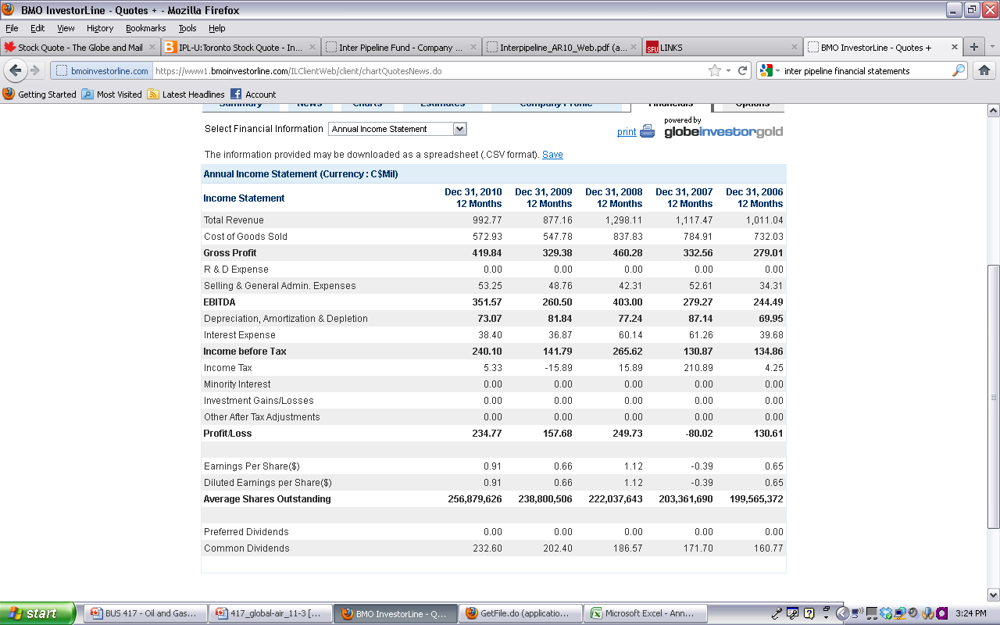 BMO InvestorLine - Quotes + - Mozilla Firefox
File Edit View History Bookmarks Tools Help
Stock Quote - The Globe and Mail IPL-U:Toronto Stock Quote - In... Inter Pipeline Fund - Company ... Interpipeline_AR10_Web.pdf (a... SFU LINKS BMO InvestorLine - Quotes +
bmoinvestorline.com https://www1.bmoinvestorline.com/ILClientWeb/client/chartQuotesNews.do inter pipeline financial statements
Getting Started Most Visited Latest Headlines Account
Summary News Charts Estimates Company Profile Financials Options
Select Financial Information Annual Income Statement print powered by
globeinvestorgold
The information provided may be downloaded as a spreadsheet (.CSV format). Save
Annual Income Statement (Currency : C$Mil)
Income Statement Dec 31, 2010 12 Months Dec 31, 2009 12 Months Dec 31, 2008 12 Months Dec 31, 2007 12 Months Dec 31, 2006 12 Months
Total Revenue 992.77 877.16 1,298.11 1,117.47 1,011.04
Cost of Goods Sold 572.93 547.78 837.83 784.91 732.03
Gross Profit 419.84 329.38 460.28 332.56 279.01
R & D Expense 0.00 0.00 0.00 0.00 0.00
Selling & General Admin. Expenses 53.25 48.76 42.31 52.61 34.31
EBITDA 351.57 260.50 403.00 279.27 244.49
Depreciation, Amortization & Depletion 73.07 81.84 77.24 87.14 69.95
Interest Expense 38.40 36.87 60.14 61.26 39.68
Income before Tax 240.10 141.79 265.62 130.87 134.86
Income Tax 5.33 -15.89 15.89 210.89 4.25
Minority Interest 0.00 0.00 0.00 0.00 0.00
Investment Gains/Losses 0.00 0.00 0.00 0.00 0.00
Other After Tax Adjustments 0.00 0.00 0.00 0.00 0.00
Profit/Loss 234.77 157.68 249.73 -80.02 130.61
Earnings Per Share($) 0.91 0.66 1.12 -0.39 0.65
Diluted Earnings per Share($) 0.91 0.66 1.12 -0.39 0.65
Average Shares Outstanding 256,879,626 238,800,506 222,037,643 203,361,690 199,565,372
Preferred Dividends 0.00 0.00 0.00 0.00 0.00
Common Dividends 232.60 202.40 186.57 171.70 160.77
start BUS 417 - Oil and Gas... 417_global-air_11-3 [... BMO InvestorLine - Q... GetFile.do (applicatio... Microsoft Excel - Ann... 3:24 PM